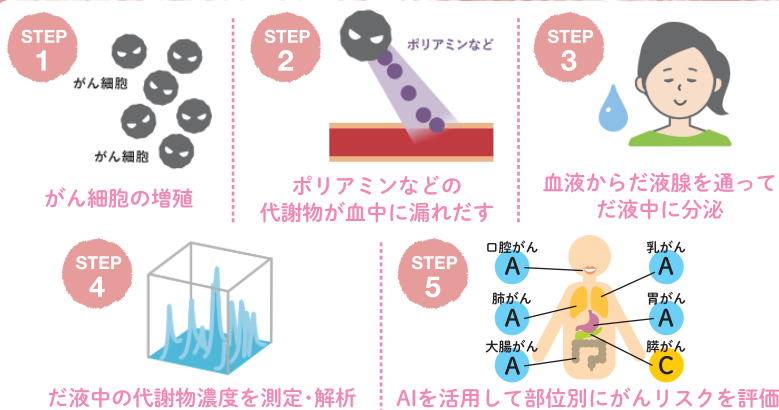 STEP
1
がん細胞
がん細胞
がん細胞の増殖
STEP
2
ポリアミンなど
ポリアミンなどの
代謝物が血中に漏れだす
STEP
3
血液からだ液腺を通って
だ液中に分泌
STEP
4
だ液中の代謝物濃度を測定・解析
STEP
5
口腔がん
A
乳がん
A
肺がん
A
胃がん
A
大腸がん
A
膵がん
C
AIを活用して部位別にがんリスクを評価